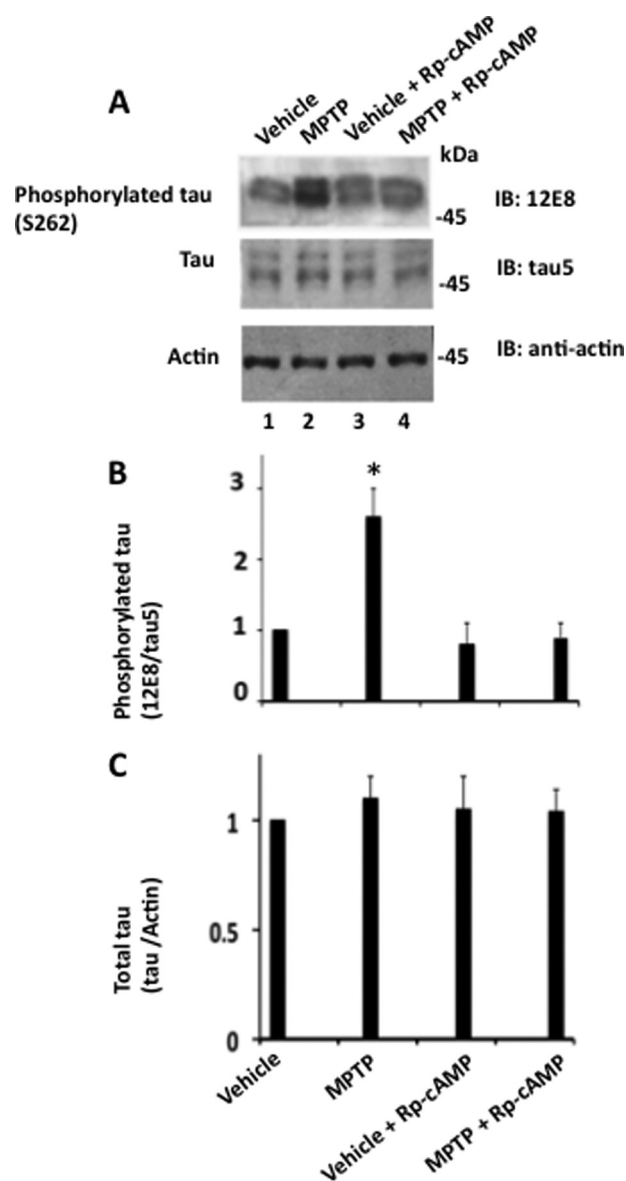 A
Vehicle
MPTP
Vehicle + Rp-cAMP
MPTP + Rp-cAMP
kDa
Phosphorylated tau
(S262)
-45
IB: 12E8
Tau
-45
IB: tau5
Actin
-45
IB: anti-actin
1 2 3 4
B
*
3
2
1
0
Phosphorylated tau
(12E8/tau5)
C
1
0.5
0
Total tau
(tau /Actin)
Vehicle
MPTP
Vehicle + Rp-cAMP
MPTP + Rp-cAMP